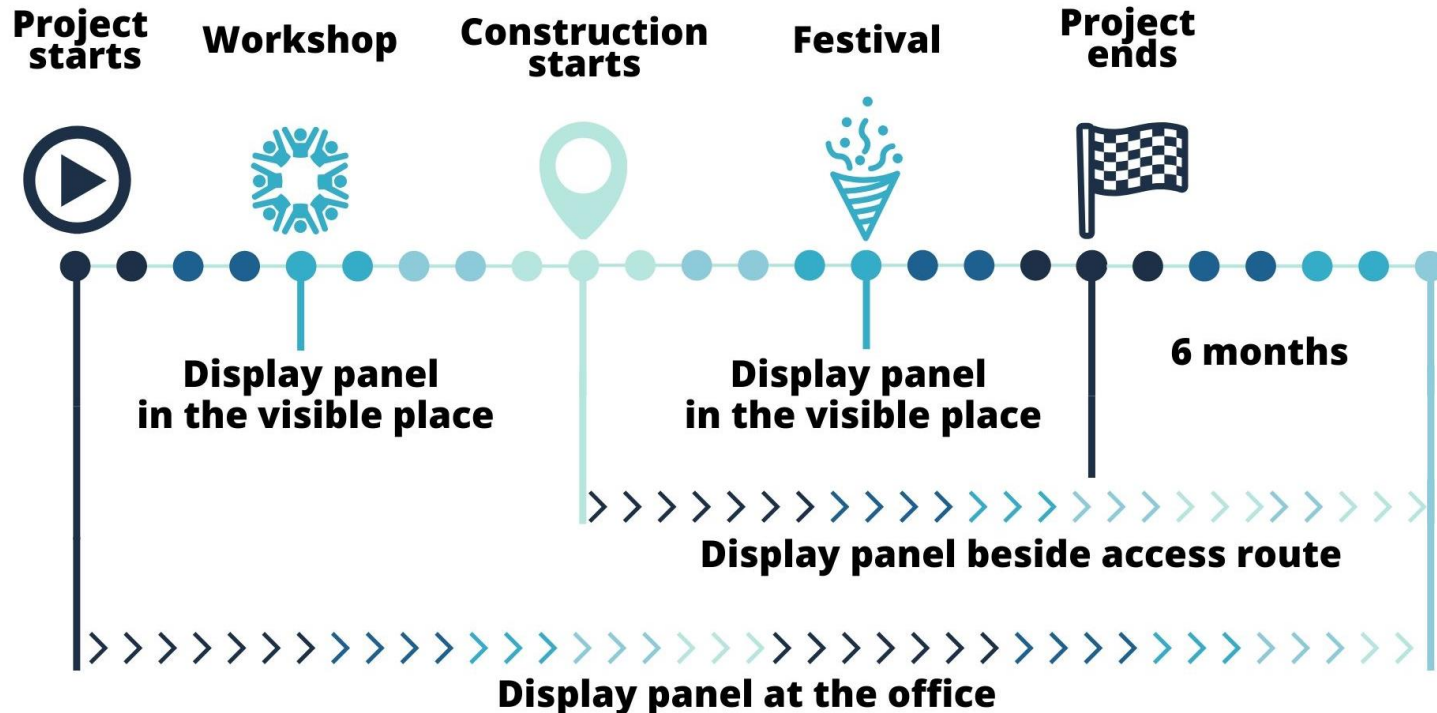 Project
starts
Workshop
Construction
starts
Festival
Project
ends
Display panel
in the visible place
Display panel
in the visible place
6 months
Display panel beside access route
Display panel at the office